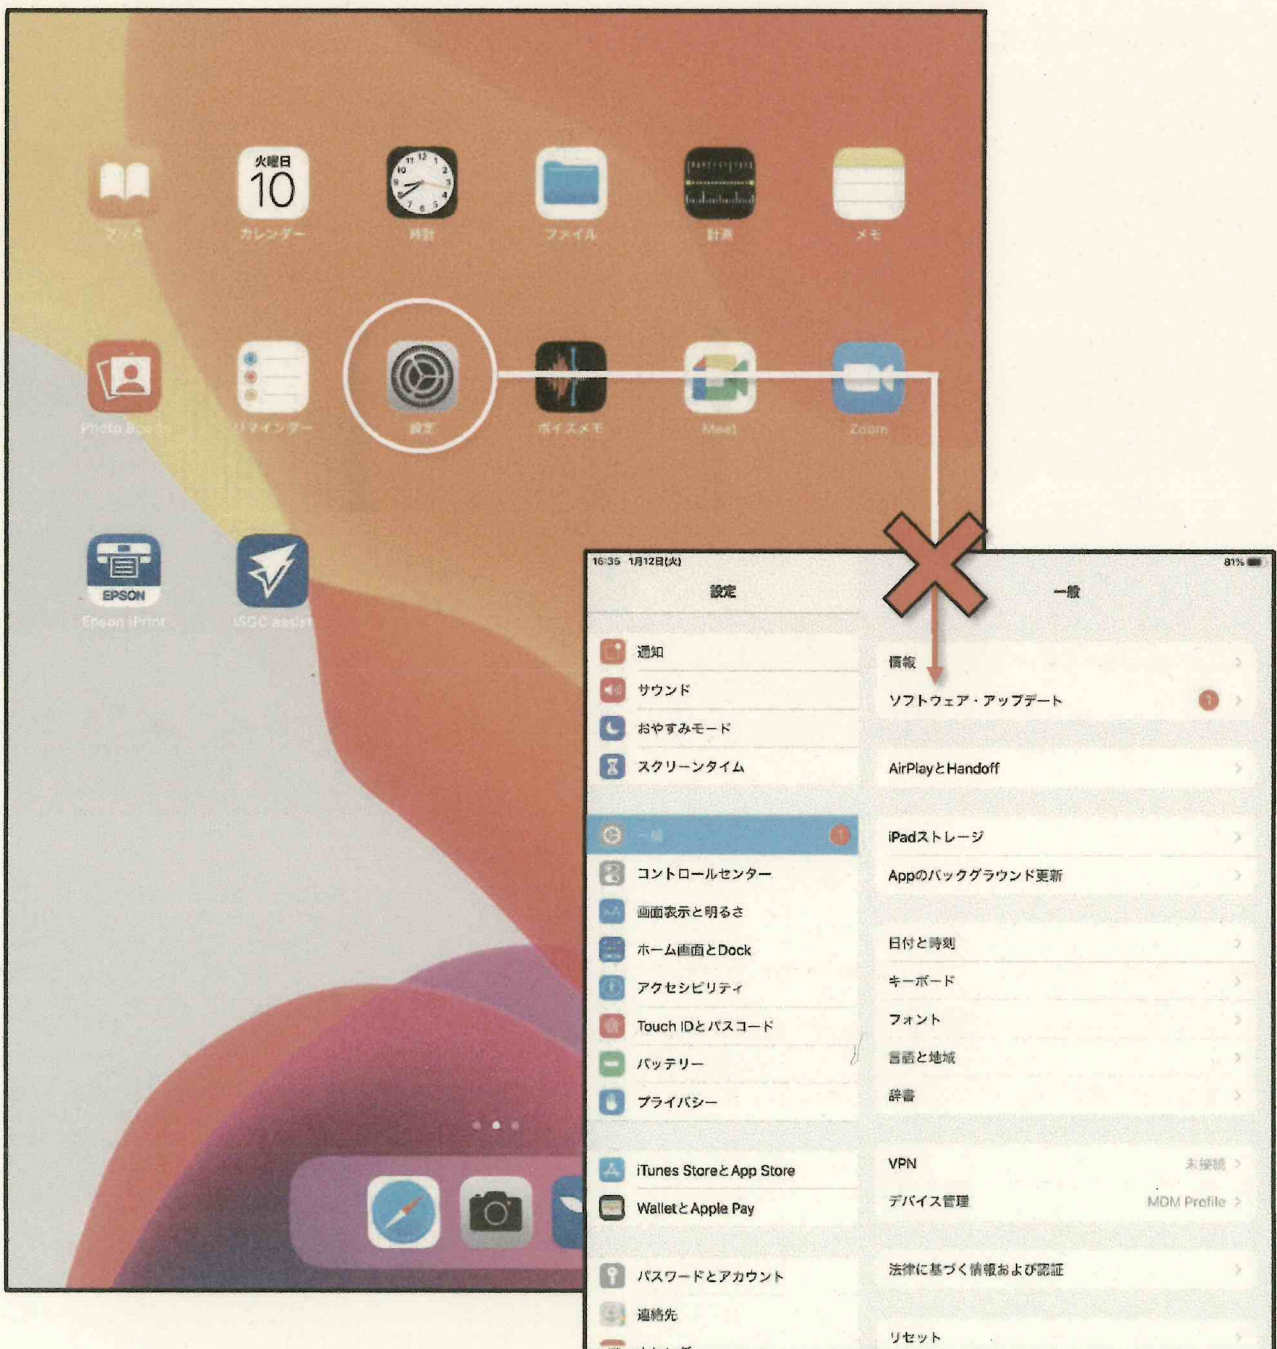 火曜日
10
カレンダー
時計
ファイル
計測
メモ
Photo Booth
リマインダー
設定
ボイスメモ
Meet
Zoom
EPSON
Epson iPrint
iSGC assist
16:35 1月12日(火)
81%
設定
一般
通知
サウンド
おやすみモード
スクリーンタイム
一般
1
コントロールセンター
画面表示と明るさ
ホーム画面とDock
アクセシビリティ
Touch IDとパスコード
バッテリー
プライバシー
iTunes StoreとApp Store
WalletとApple Pay
パスワードとアカウント
連絡先
情報
ソフトウェア・アップデート 1
AirPlayとHandoff
iPadストレージ
Appのバックグラウンド更新
日付と時刻
キーボード
フォント
言語と地域
辞書
VPN 未接続
デバイス管理 MDM Profile
法律に基づく情報および認証
リセット